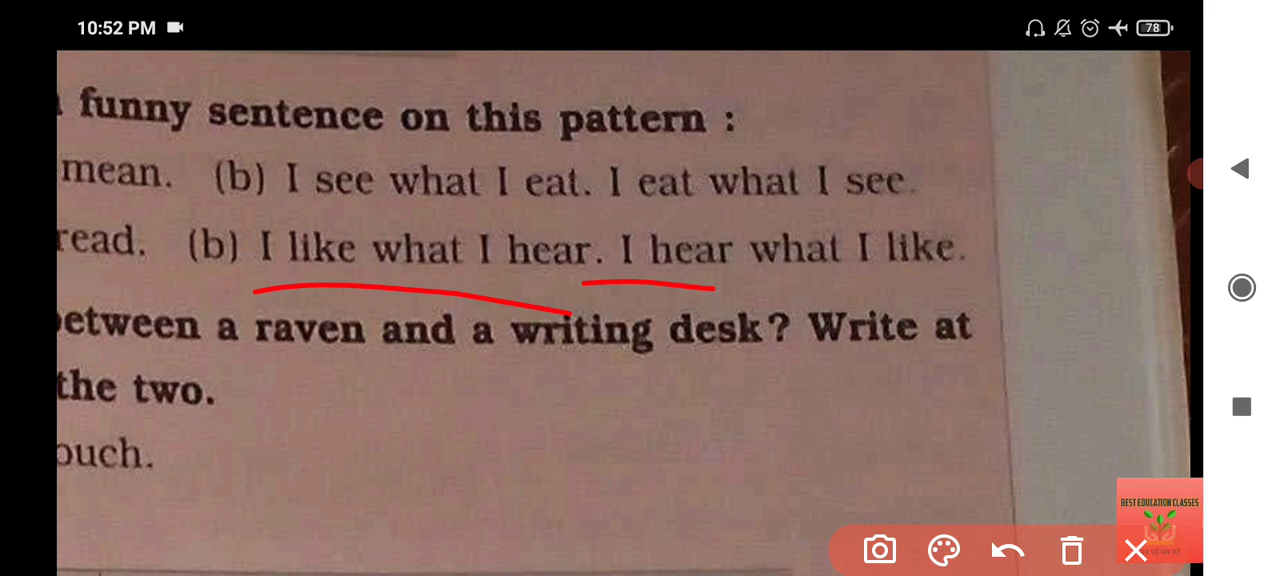 10:52 PM
78
funny sentence on this pattern :
mean. (b) I see what I eat. I eat what I see.
read. (b) I like what I hear. I hear what I like.
between a raven and a writing desk? Write at
the two.
ouch.
BEST EDUCATION CLASSES